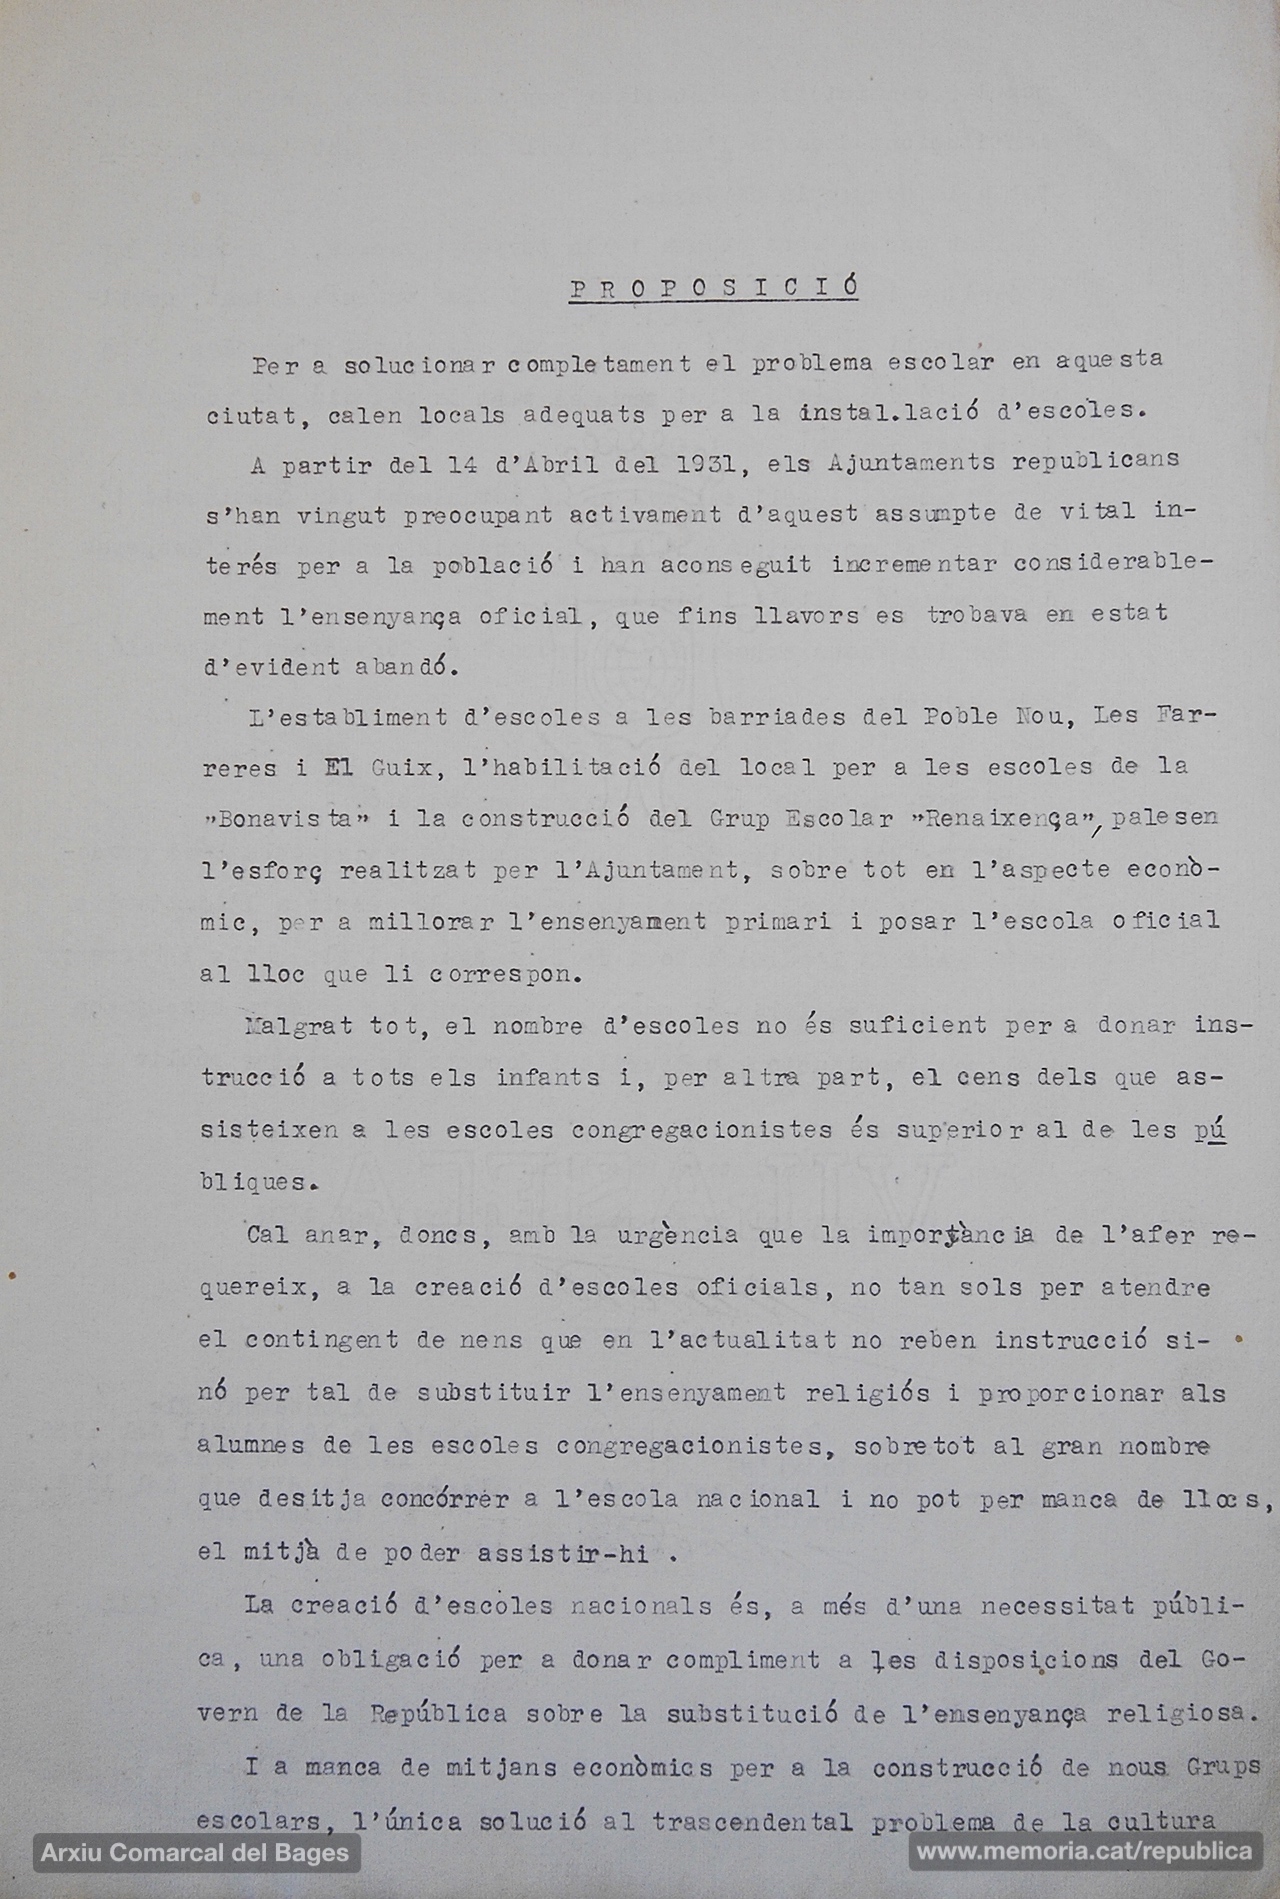 PROPOSICIÓ
Per a solucionar completament el problema escolar en aquesta
ciutat, calen locals adequats per a la instal.lació d'escoles.
A partir del 14 d'Abril del 1931, els Ajuntaments republicans
s'han vingut preocupant activament d'aquest assumpte de vital in-
terés per a la població i han aconseguit incrementar considerable-
ment l'ensenyança oficial, que fins llavors es trobava en estat
d'evident abandó.
L'establiment d'escoles a les barriades del Poble Nou, Les Far-
reres i El Guix, l'habilitació del local per a les escoles de la
"Bonavista" i la construcció del Grup Escolar "Renaixença", palesen
l'esforç realitzat per l'Ajuntament, sobre tot en l'aspecte econò-
mic, per a millorar l'ensenyament primari i posar l'escola oficial
al lloc que li correspon.
Malgrat tot, el nombre d'escoles no és suficient per a donar ins-
trucció a tots els infants i, per altra part, el cens dels que as-
sisteixen a les escoles congregacionistes és superior al de les pú
bliques.
Cal anar, doncs, amb la urgència que la importància de l'afer re-
quereix, a la creació d'escoles oficials, no tan sols per atendre
el contingent de nens que en l'actualitat no reben instrucció si-
nó per tal de substituir l'ensenyament religiós i proporcionar als
alumnes de les escoles congregacionistes, sobretot al gran nombre
que desitja concórrer a l'escola nacional i no pot per manca de llocs,
el mitjà de poder assistir-hi .
La creació d'escoles nacionals és, a més d'una necessitat públi-
ca, una obligació per a donar compliment a les disposicions del Go-
vern de la República sobre la substitució de l'ensenyança religiosa.
I a manca de mitjans econòmics per a la construcció de nous Grups
escolars, l'única solució al trascendental problema de la cultura
Arxiu Comarcal del Bages
www.memoria.cat/republica